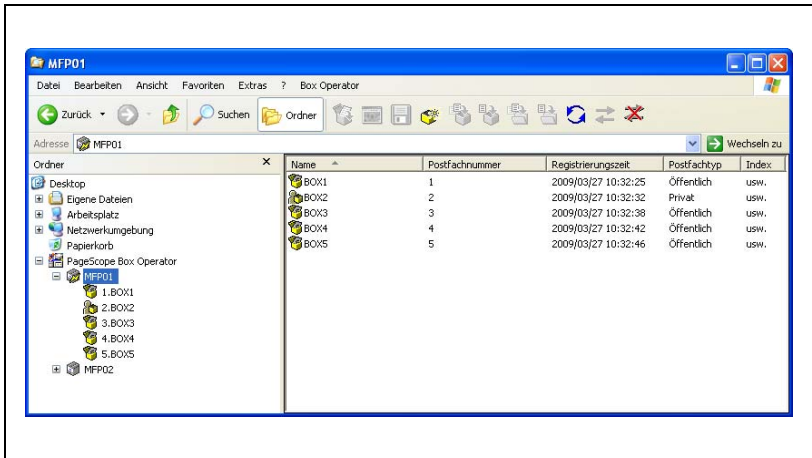 MFP01
Datei Bearbeiten Ansicht Favoriten Extras ? Box Operator
Zurück Suchen Ordner
Adresse MFP01 Wechseln zu
Ordner x
Desktop
Eigene Dateien
Arbeitsplatz
Netzwerkumgebung
Papierkorb
PageScope Box Operator
MFP01
1.BOX1
2.BOX2
3.BOX3
4.BOX4
5.BOX5
MFP02
Name Postfachnummer Registrierungszeit Postfachtyp Index
BOX1 1 2009/03/27 10:32:25 Öffentlich usw.
BOX2 2 2009/03/27 10:32:32 Privat usw.
BOX3 3 2009/03/27 10:32:38 Öffentlich usw.
BOX4 4 2009/03/27 10:32:42 Öffentlich usw.
BOX5 5 2009/03/27 10:32:46 Öffentlich usw.